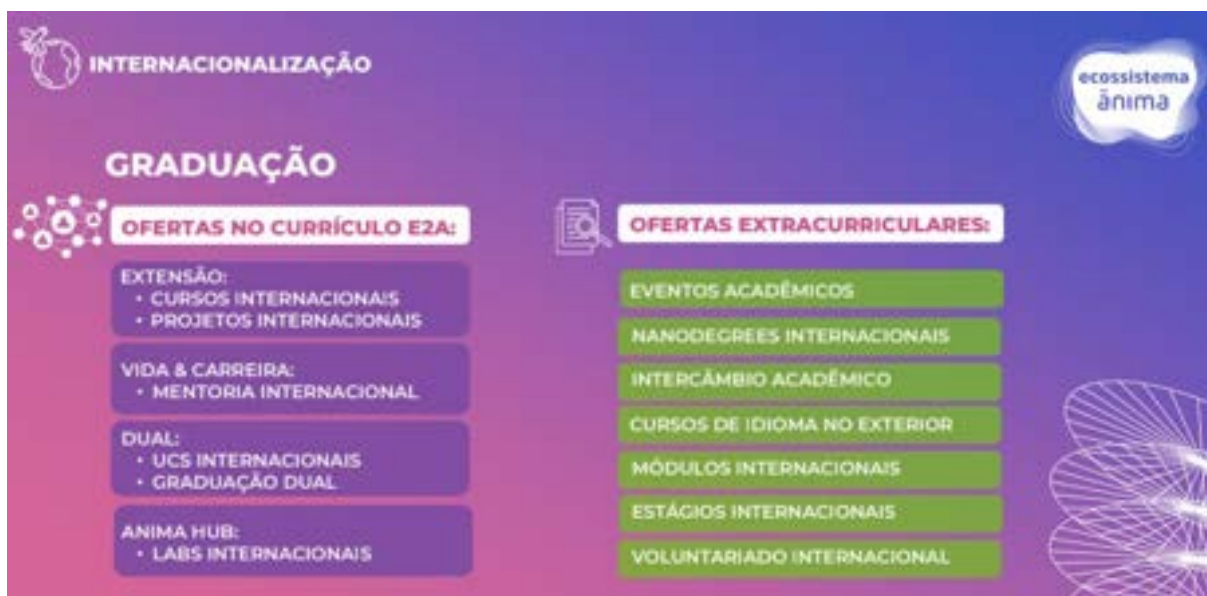 INTERNACIONALIZAÇÃO
ecossistema
ânima
GRADUAÇÃO
OFERTAS NO CURRÍCULO E2A:
EXTENSÃO:
• CURSOS INTERNACIONAIS
• PROJETOS INTERNACIONAIS
VIDA & CARREIRA:
• MENTORIA INTERNACIONAL
DUAL:
• UCS INTERNACIONAIS
• GRADUAÇÃO DUAL
ANIMA HUB:
• LABS INTERNACIONAIS
OFERTAS EXTRACURRICULARES:
EVENTOS ACADÊMICOS
NANODEGREES INTERNACIONAIS
INTERCÂMBIO ACADÊMICO
CURSOS DE IDIOMA NO EXTERIOR
MÓDULOS INTERNACIONAIS
ESTÁGIOS INTERNACIONAIS
VOLUNTARIADO INTERNACIONAL